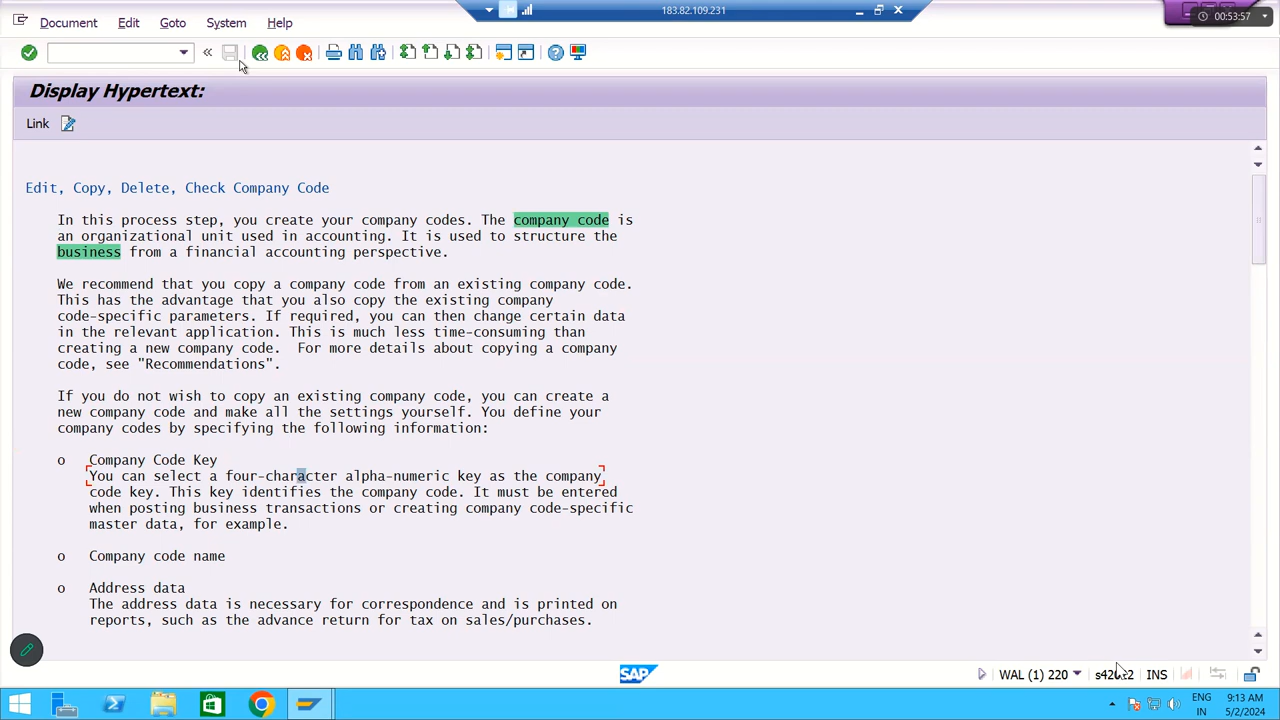 183.82.109.231
00:53:57
Document Edit Goto System Help
Display Hypertext:
Link
Edit, Copy, Delete, Check Company Code
In this process step, you create your company codes. The company code is
an organizational unit used in accounting. It is used to structure the
business from a financial accounting perspective.
We recommend that you copy a company code from an existing company code.
This has the advantage that you also copy the existing company
code-specific parameters. If required, you can then change certain data
in the relevant application. This is much less time-consuming than
creating a new company code. For more details about copying a company
code, see "Recommendations".
If you do not wish to copy an existing company code, you can create a
new company code and make all the settings yourself. You define your
company codes by specifying the following information:
o Company Code Key
You can select a four-character alpha-numeric key as the company
code key. This key identifies the company code. It must be entered
when posting business transactions or creating company code-specific
master data, for example.
o Company code name
o Address data
The address data is necessary for correspondence and is printed on
reports, such as the advance return for tax on sales/purchases.
SAP
WAL (1) 220
INS
ENG
IN
9:13 AM
5/2/2024